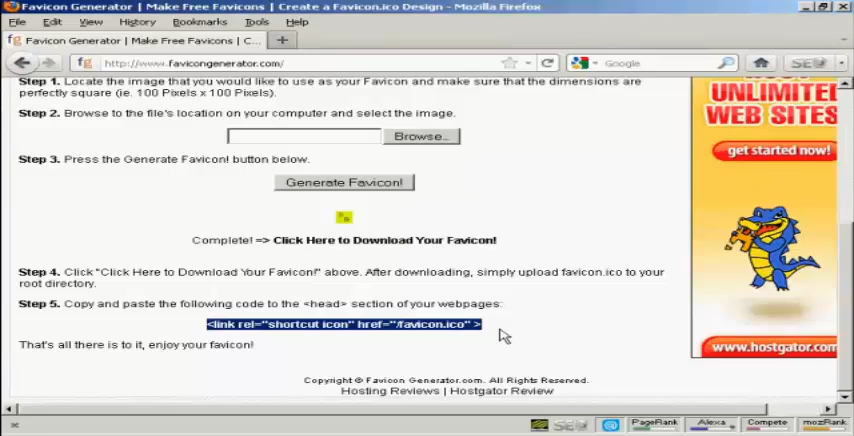 Favicon Generator | Make Free Favicons | Create a Favicon.ico Design - Mozilla Firefox
File Edit View History Bookmarks Tools Help
fg Favicon Generator | Make Free Favicons | C...
fg http://www.favicongenerator.com/ Google
Step 1. Locate the image that you would like to use as your Favicon and make sure that the dimensions are
perfectly square (ie. 100 Pixels x 100 Pixels).
Step 2. Browse to the file's location on your computer and select the image.
Browse...
Step 3. Press the Generate Favicon! button below.
Generate Favicon!
Complete! => Click Here to Download Your Favicon!
Step 4. Click "Click Here to Download Your Favicon!" above. After downloading, simply upload favicon.ico to your
root directory.
Step 5. Copy and paste the following code to the <head> section of your webpages:
<link rel="shortcut icon" href="/favicon.ico" >
That's all there is to it, enjoy your favicon!
Copyright © Favicon Generator.com. All Rights Reserved.
Hosting Reviews | Hostgator Review
UNLIMITED
WEB SITES!
get started now!
www.hostgator.com
PageRank Alexa Compete mozRank